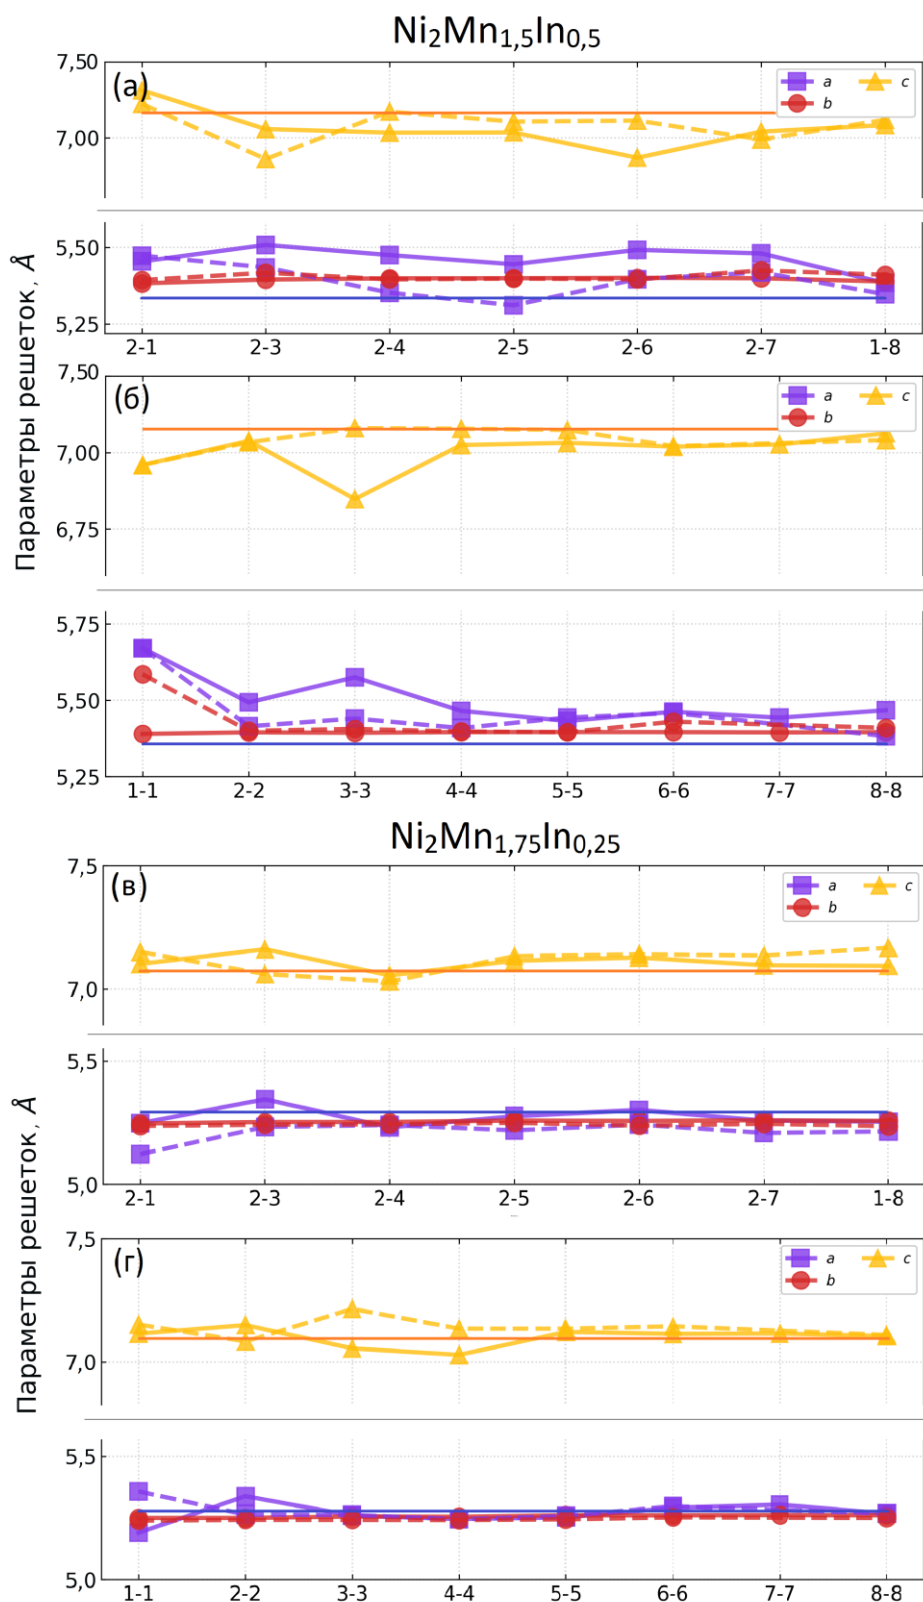 Ni₂Mn₁,₅In₀,₅
(а)
7,50
7,00
a c
b
5,50
5,25
2-1 2-3 2-4 2-5 2-6 2-7 1-8
Параметры решеток, Å
(б)
7,50
7,00
6,75
a c
b
5,75
5,50
5,25
1-1 2-2 3-3 4-4 5-5 6-6 7-7 8-8
Ni₂Mn₁,₇₅In₀,₂₅
(в)
7,5
7,0
a c
b
5,5
5,0
2-1 2-3 2-4 2-5 2-6 2-7 1-8
Параметры решеток, Å
(г)
7,5
7,0
a c
b
5,5
5,0
1-1 2-2 3-3 4-4 5-5 6-6 7-7 8-8